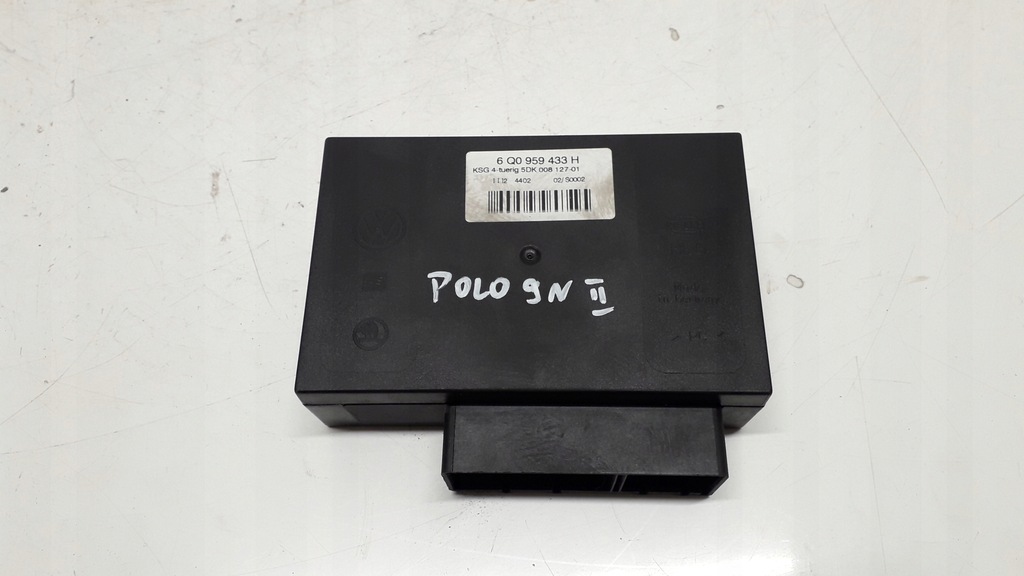 6 Q0 959 433 H
KSG 4-tuerig 5DK 008 127-01
4402 02/S0002
POLO 9N II